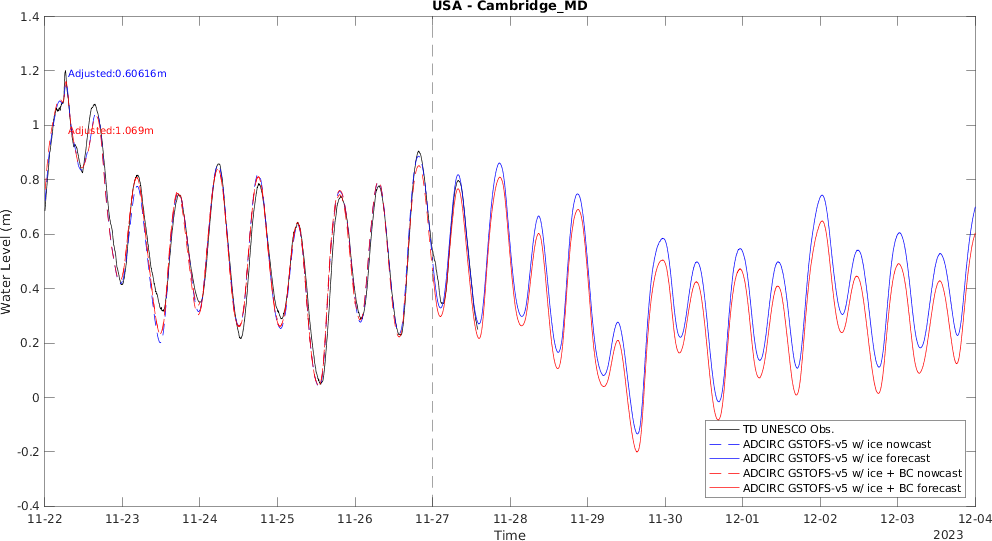 USA - Cambridge_MD
1.4
1.2
1
0.8
0.6
0.4
0.2
0
-0.2
-0.4
Water Level (m)
Adjusted:0.60616m
Adjusted:1.069m
TD UNESCO Obs.
ADCIRC GSTOFS-v5 w/ ice nowcast
ADCIRC GSTOFS-v5 w/ ice forecast
ADCIRC GSTOFS-v5 w/ ice + BC nowcast
ADCIRC GSTOFS-v5 w/ ice + BC forecast
11-22 11-23 11-24 11-25 11-26 11-27 11-28 11-29 11-30 12-01 12-02 12-03 12-04
Time
2023